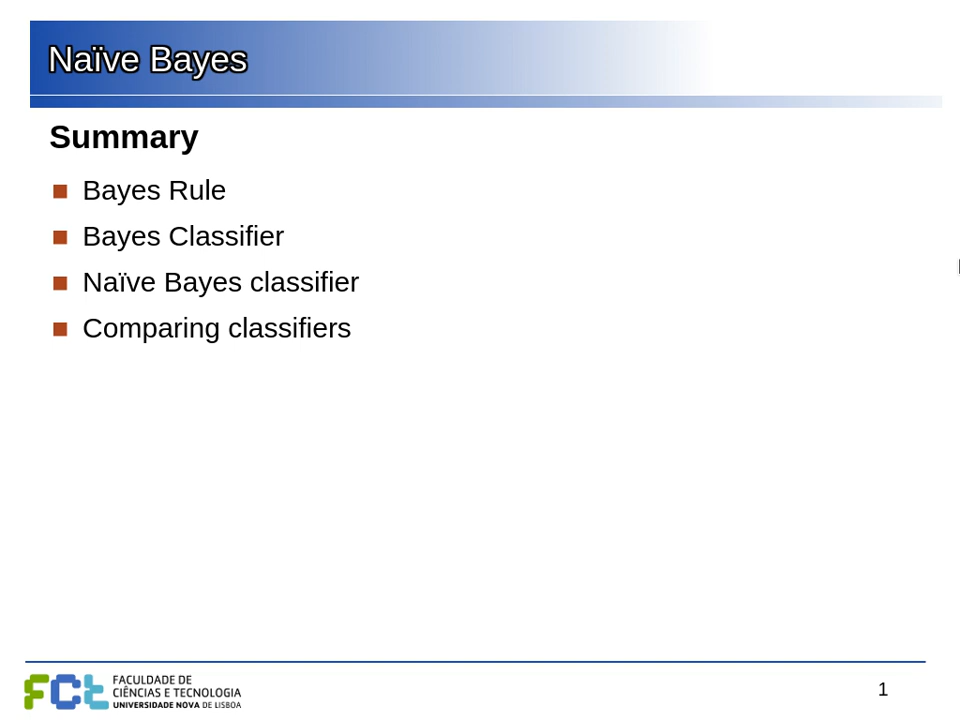 Naïve Bayes
Summary
Bayes Rule
Bayes Classifier
Naïve Bayes classifier
Comparing classifiers
FCt
FACULDADE DE
CIÊNCIAS E TECNOLOGIA
UNIVERSIDADE NOVA DE LISBOA
1